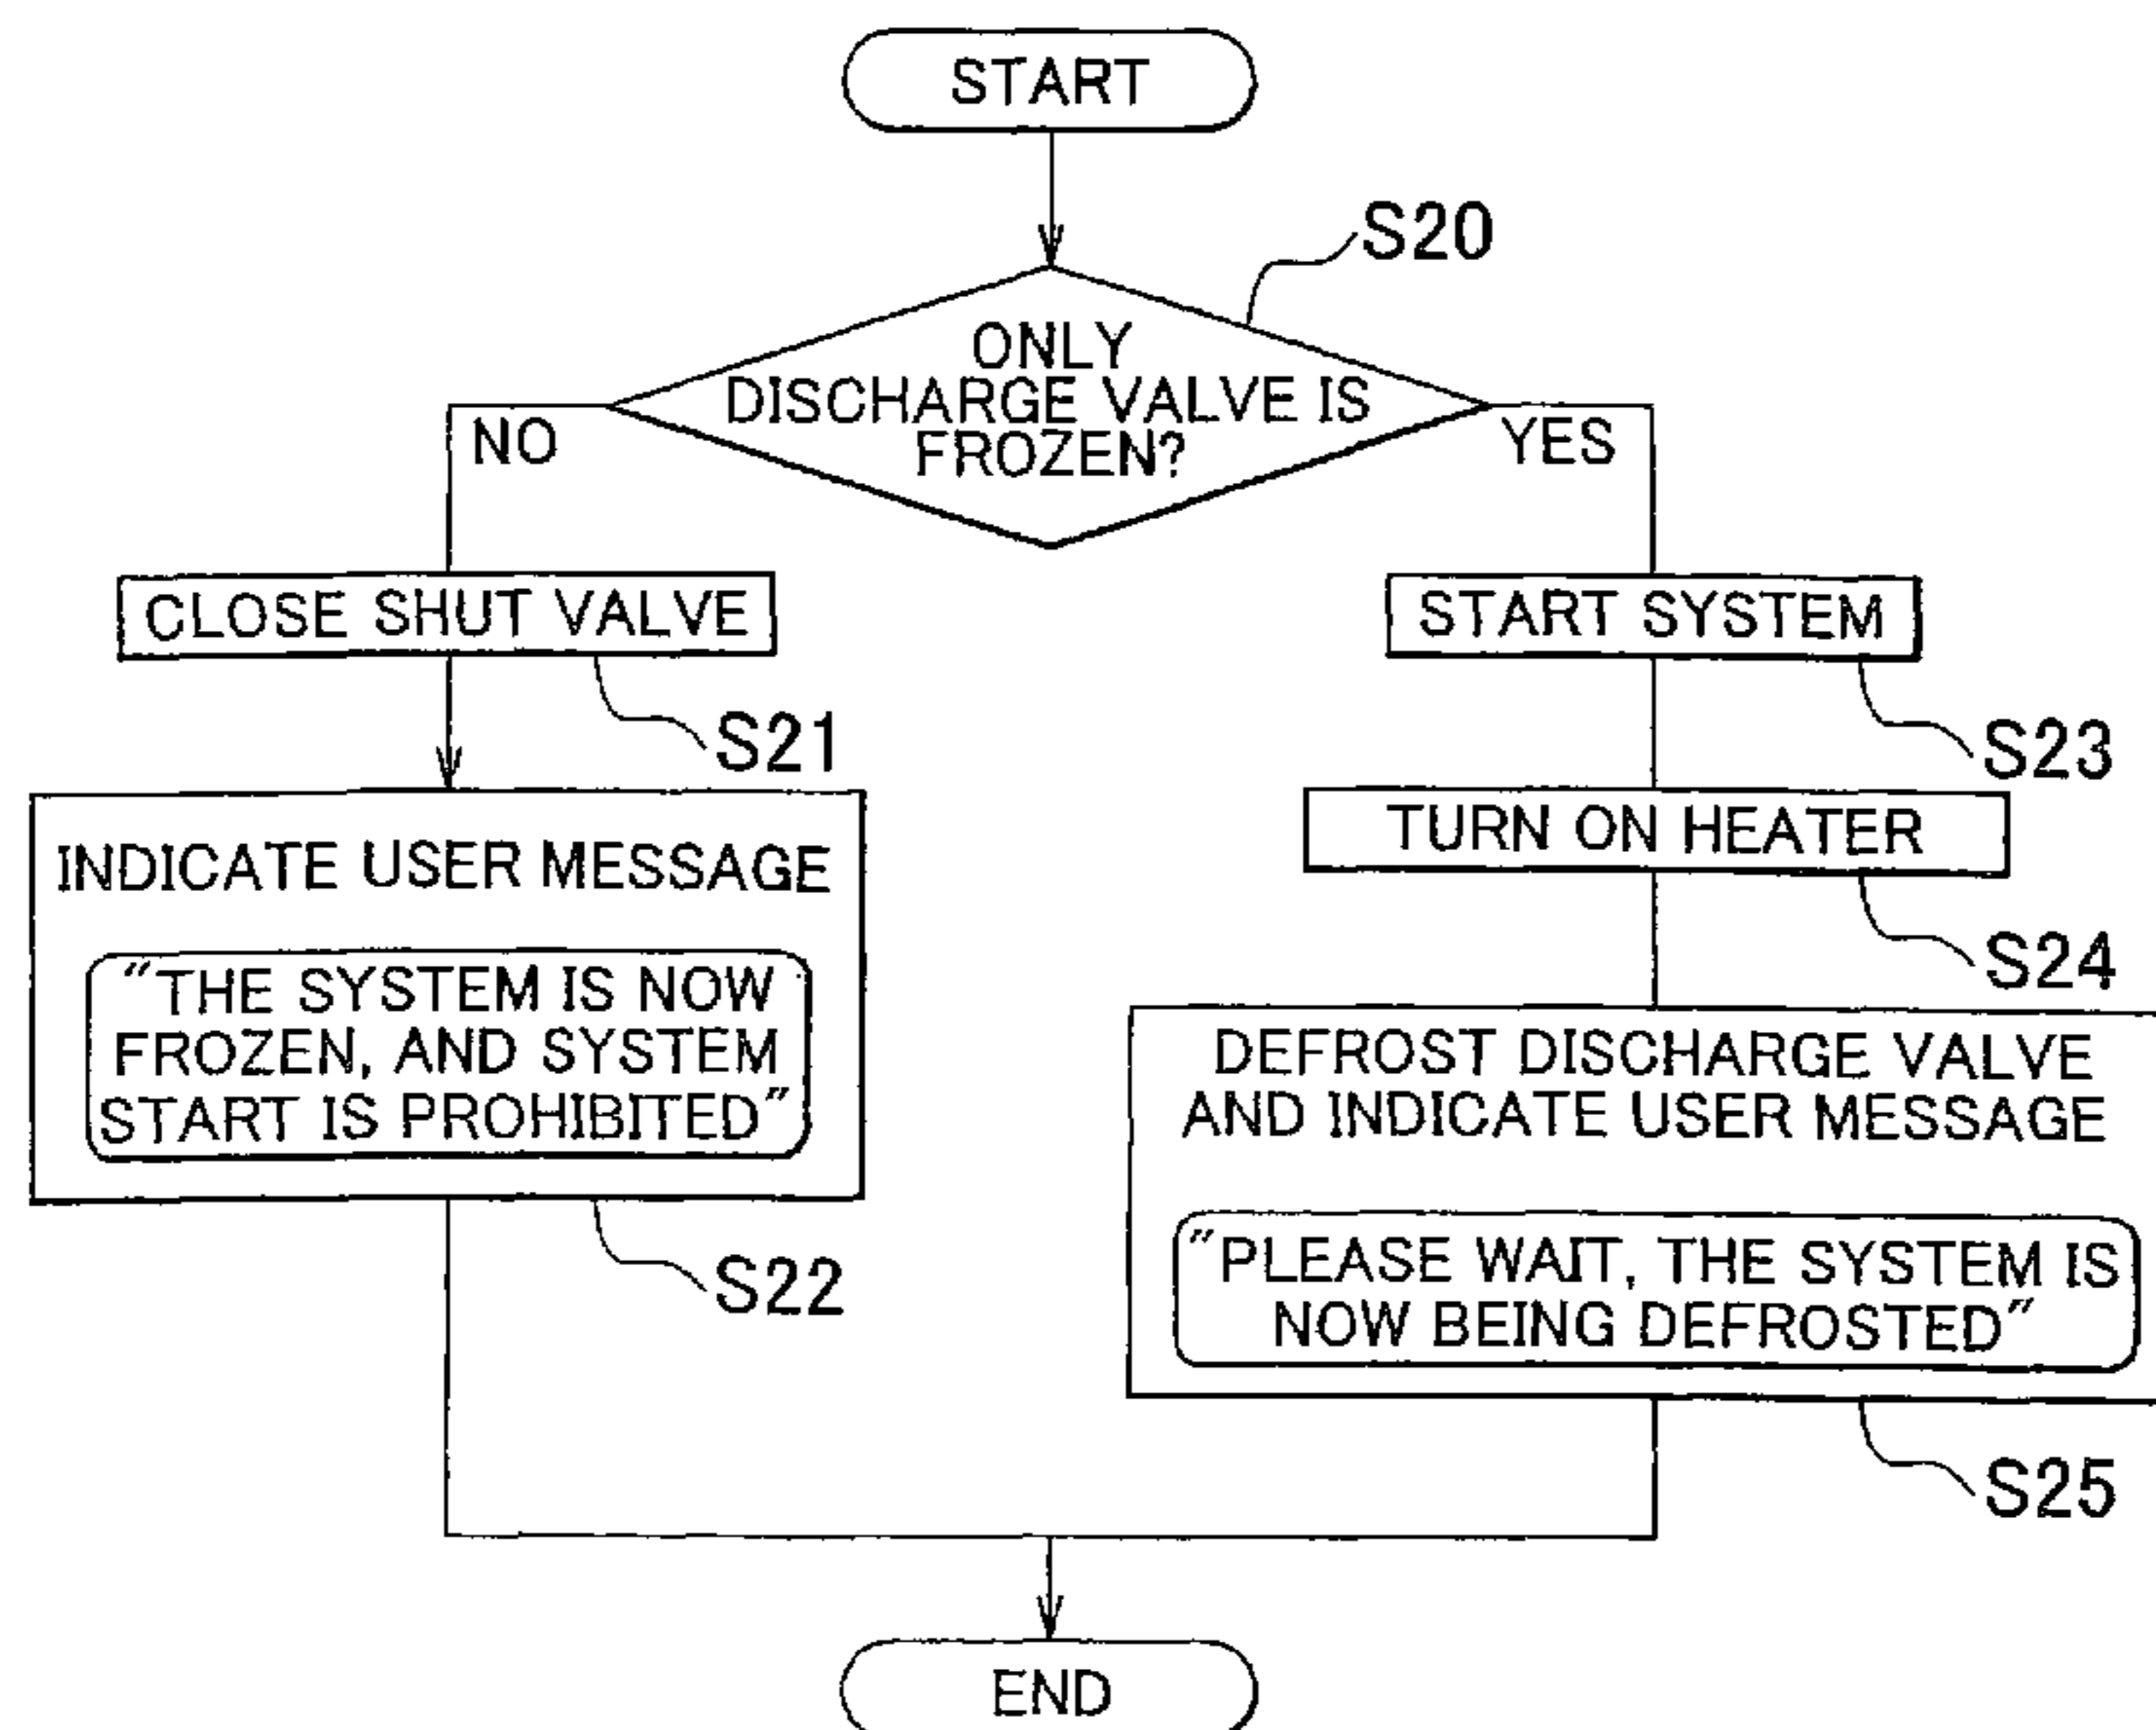 START
S20
ONLY
DISCHARGE VALVE IS
FROZEN?
NO
YES
CLOSE SHUT VALVE
S21
INDICATE USER MESSAGE
"THE SYSTEM IS NOW
FROZEN, AND SYSTEM
START IS PROHIBITED"
S22
START SYSTEM
S23
TURN ON HEATER
S24
DEFROST DISCHARGE VALVE
AND INDICATE USER MESSAGE
"PLEASE WAIT, THE SYSTEM IS
NOW BEING DEFROSTED"
S25
END